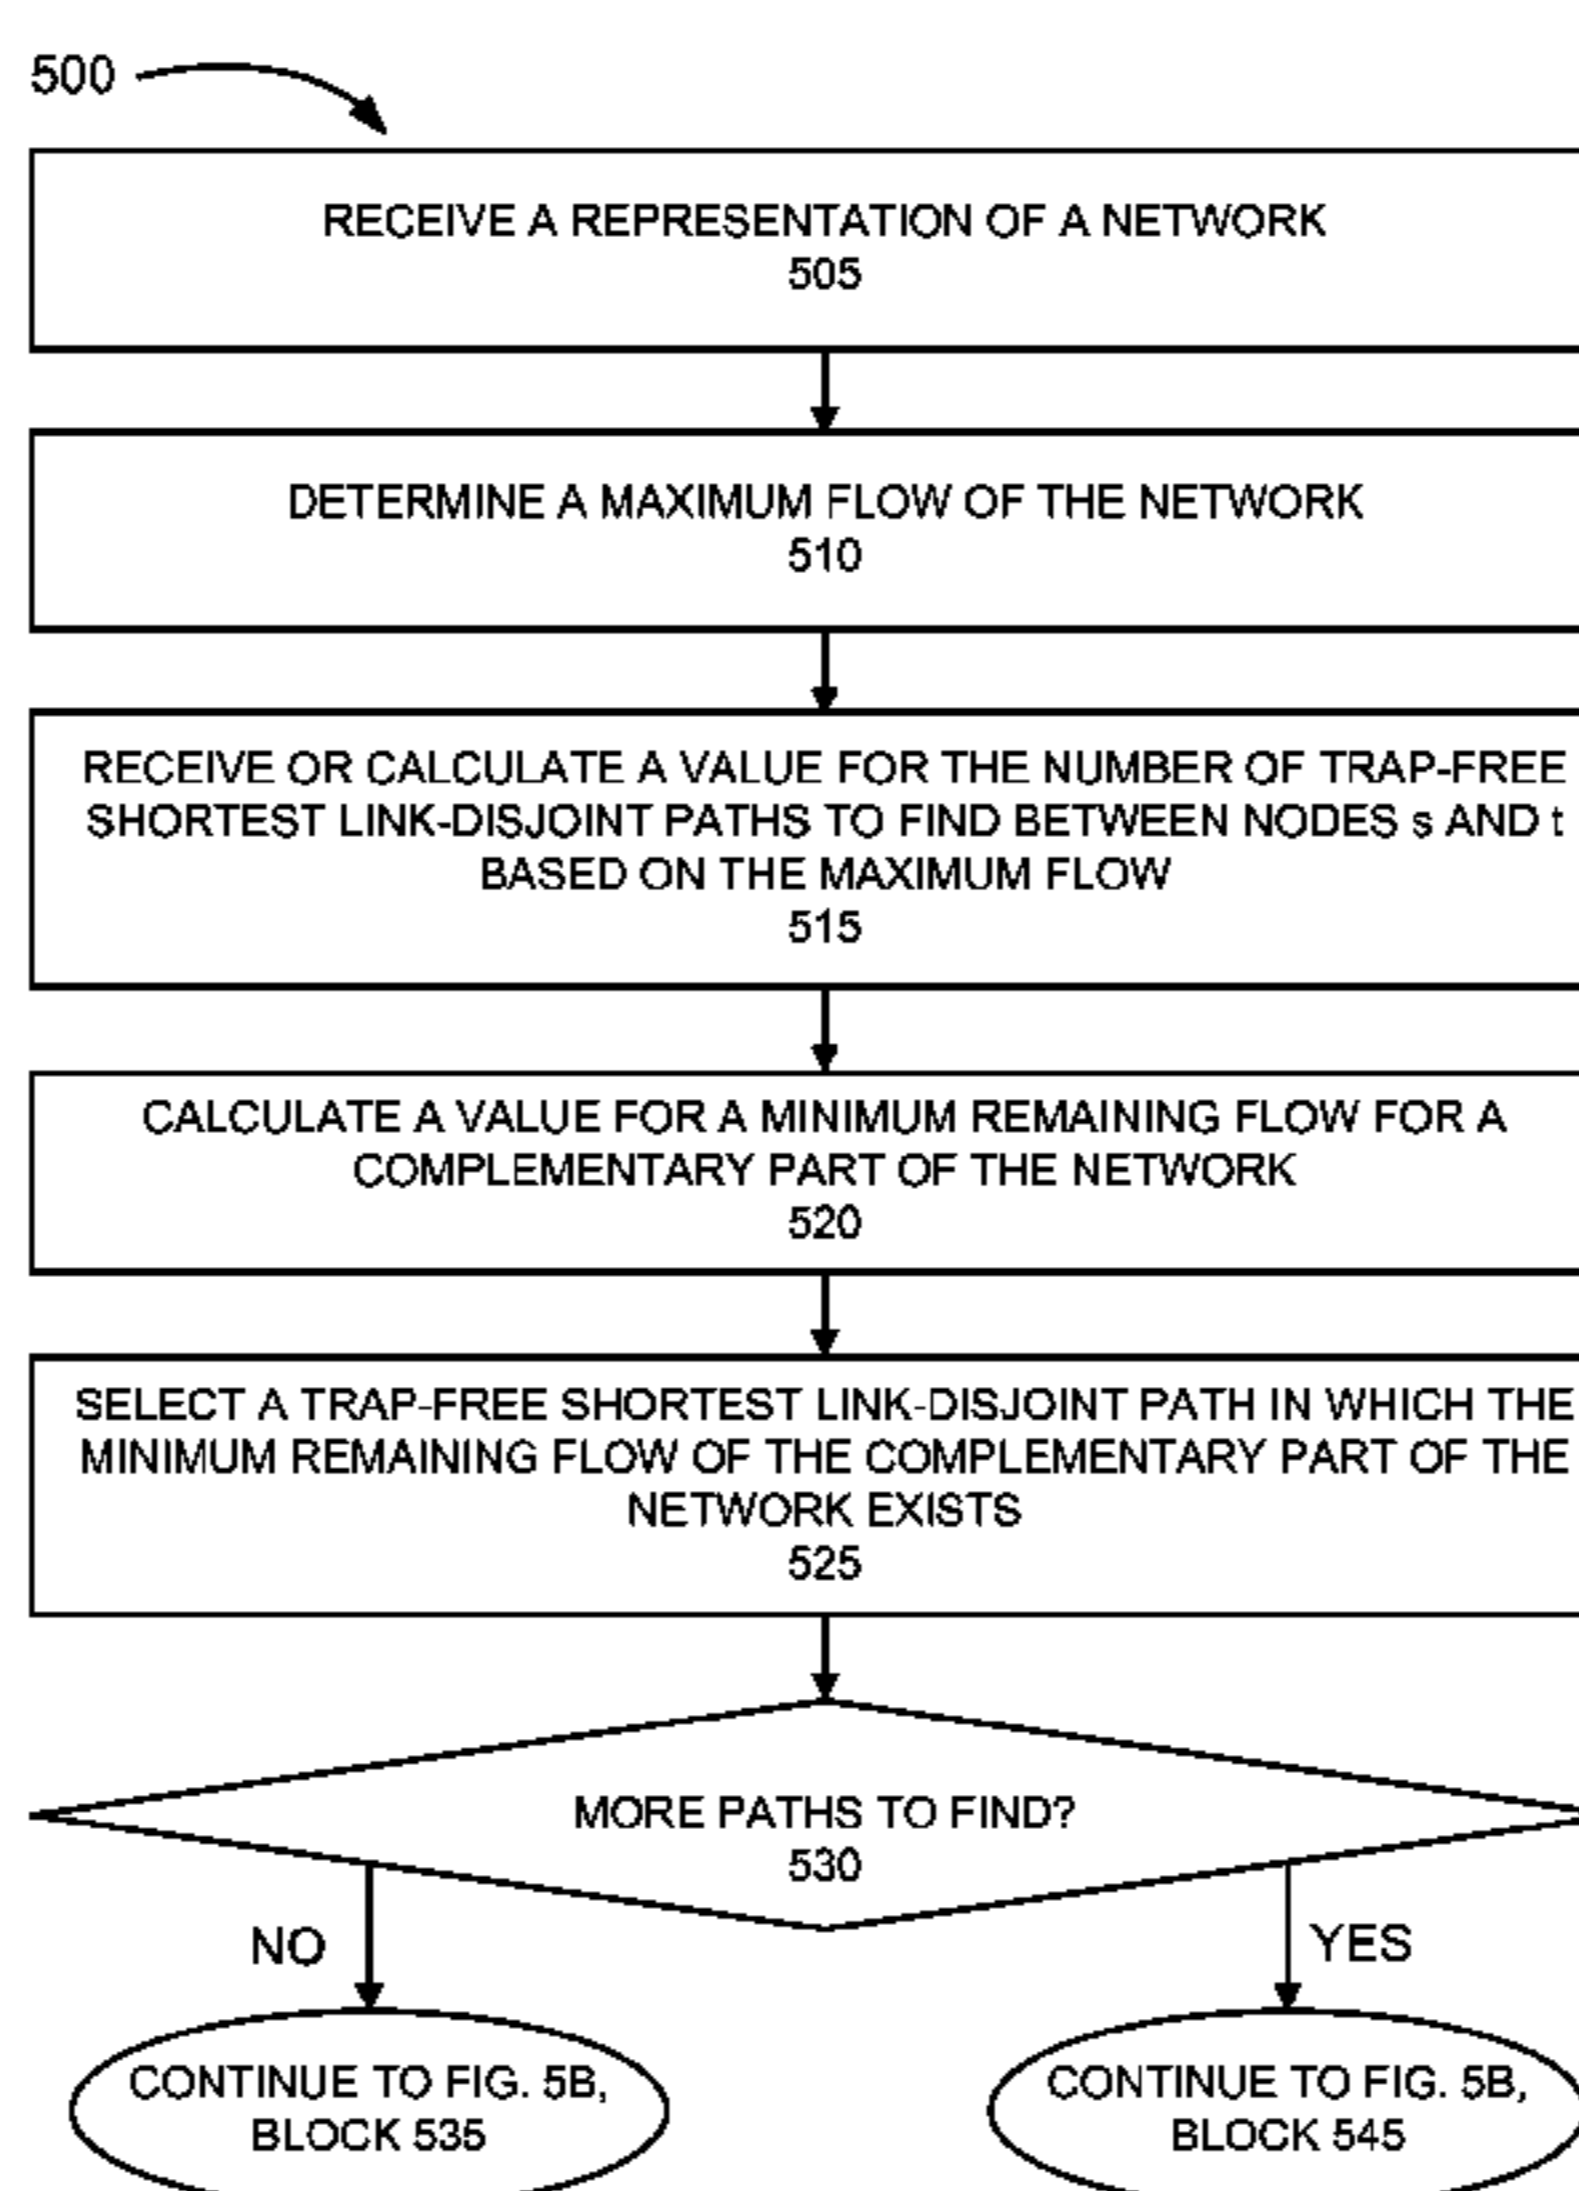 500
RECEIVE A REPRESENTATION OF A NETWORK
505
DETERMINE A MAXIMUM FLOW OF THE NETWORK
510
RECEIVE OR CALCULATE A VALUE FOR THE NUMBER OF TRAP-FREE
SHORTEST LINK-DISJOINT PATHS TO FIND BETWEEN NODES s AND t
BASED ON THE MAXIMUM FLOW
515
CALCULATE A VALUE FOR A MINIMUM REMAINING FLOW FOR A
COMPLEMENTARY PART OF THE NETWORK
520
SELECT A TRAP-FREE SHORTEST LINK-DISJOINT PATH IN WHICH THE
MINIMUM REMAINING FLOW OF THE COMPLEMENTARY PART OF THE
NETWORK EXISTS
525
MORE PATHS TO FIND?
530
NO
YES
CONTINUE TO FIG. 5B,
BLOCK 535
CONTINUE TO FIG. 5B,
BLOCK 545